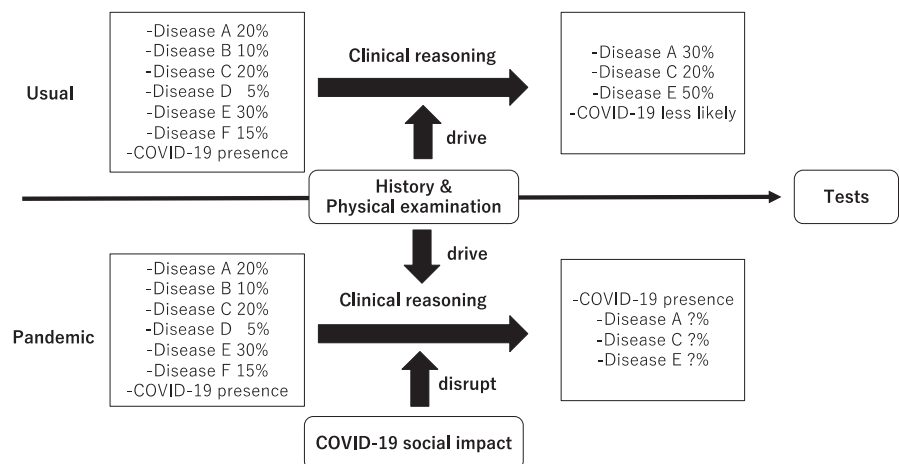 Usual
-Disease A 20%
-Disease B 10%
-Disease C 20%
-Disease D 5%
-Disease E 30%
-Disease F 15%
-COVID-19 presence
Clinical reasoning
drive
-Disease A 30%
-Disease C 20%
-Disease E 50%
-COVID-19 less likely
History &
Physical examination
Tests
Pandemic
-Disease A 20%
-Disease B 10%
-Disease C 20%
-Disease D 5%
-Disease E 30%
-Disease F 15%
-COVID-19 presence
drive
Clinical reasoning
disrupt
-COVID-19 presence
-Disease A ?%
-Disease C ?%
-Disease E ?%
COVID-19 social impact